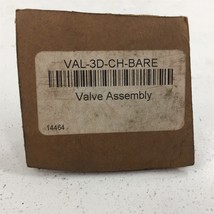 VAL-3D-CH-BARE
Valve Assembly
14464